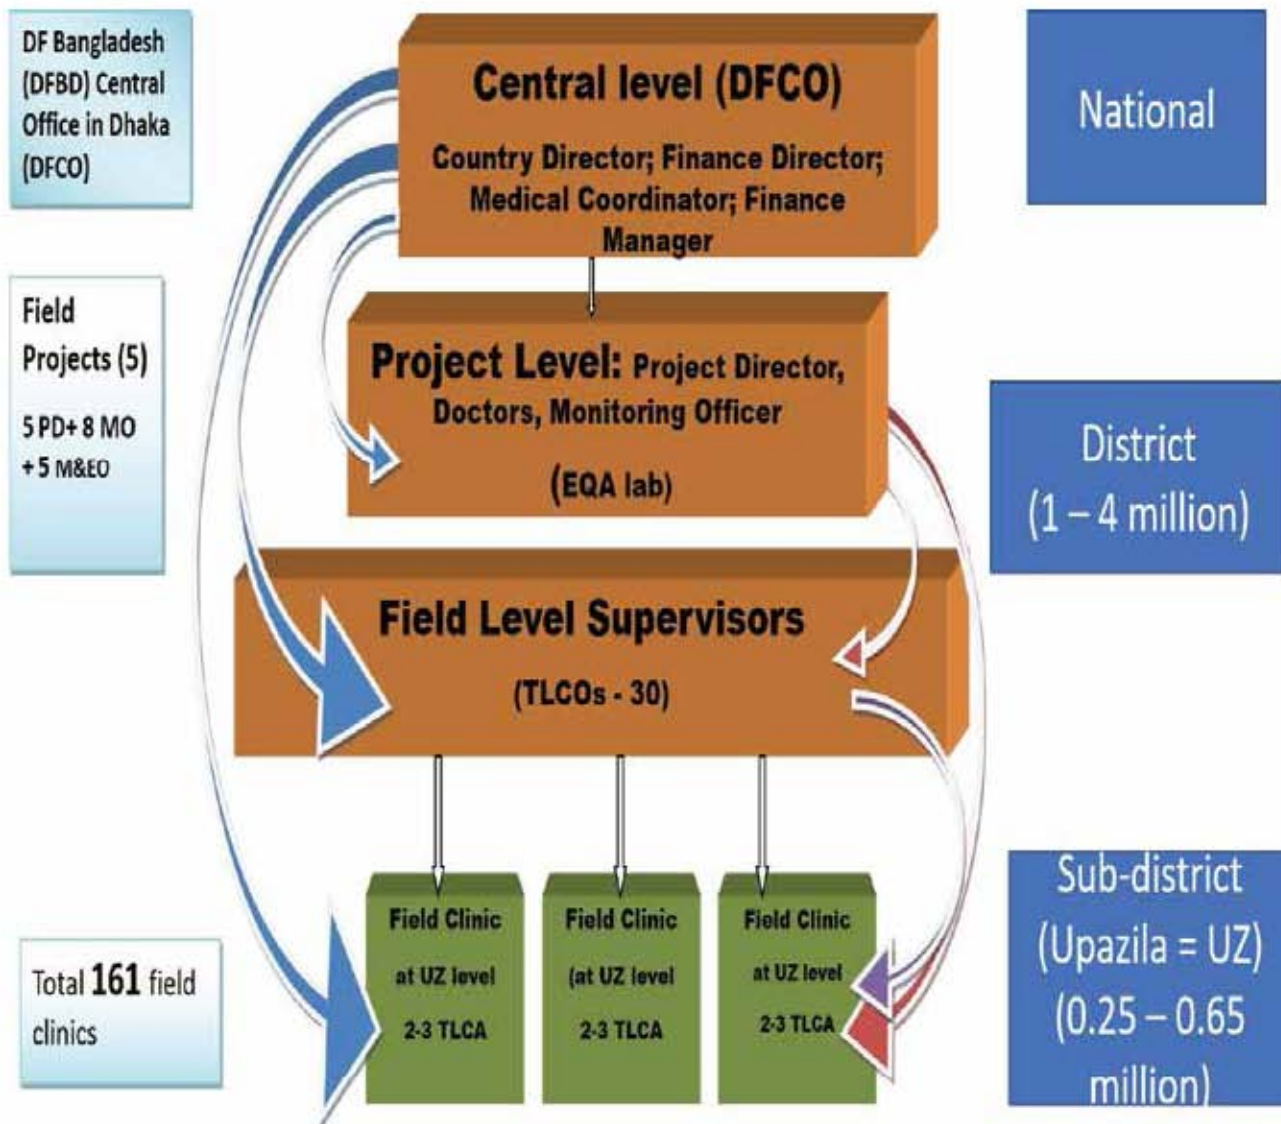 DF Bangladesh
(DFBD) Central
Office in Dhaka
(DFCO)
Central level (DFCO)
Country Director; Finance Director;
Medical Coordinator; Finance
Manager
National
Field
Projects (5)
5 PD+ 8 MO
+ 5 M&EO
Project Level: Project Director,
Doctors, Monitoring Officer
(EQA lab)
District
(1 – 4 million)
Field Level Supervisors
(TLCOs - 30)
Total 161 field
clinics
Field Clinic
at UZ level
2-3 TLCA
Field Clinic
(at UZ level
2-3 TLCA
Field Clinic
at UZ level
2-3 TLCA
Sub-district
(Upazila = UZ)
(0.25 – 0.65
million)